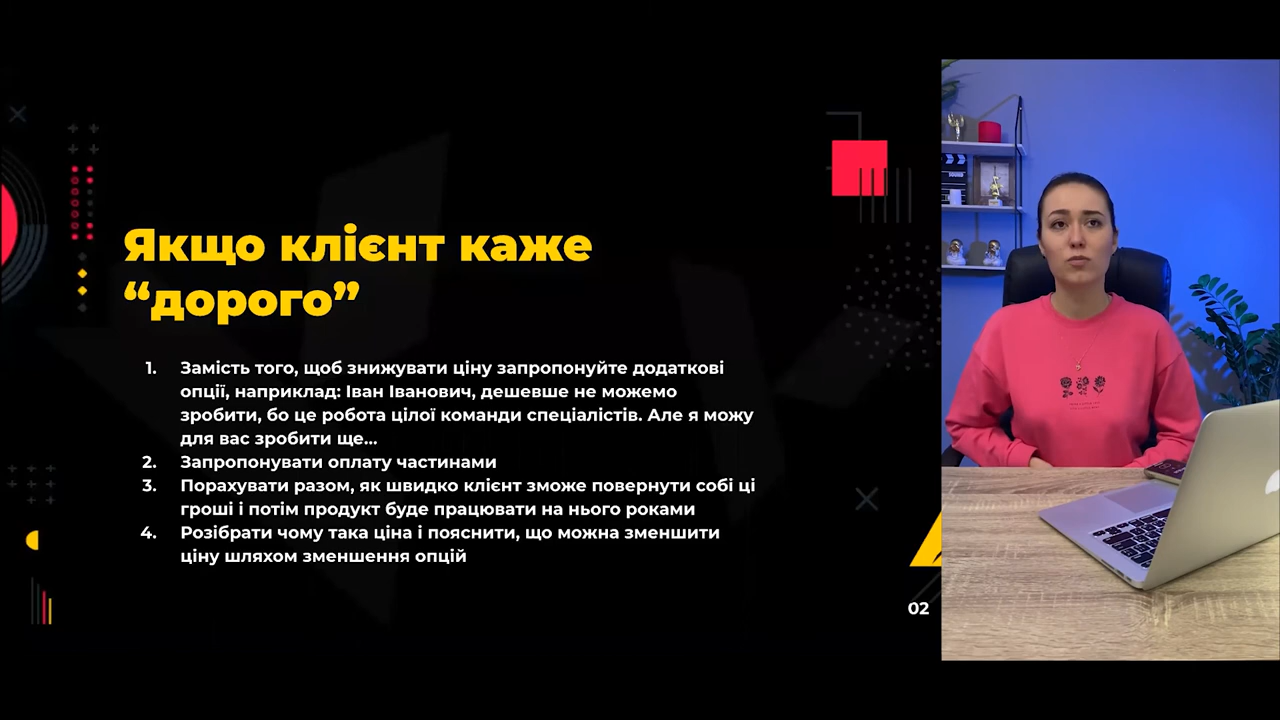 Якщо клієнт каже
“дорого”
1. Замість того, щоб знижувати ціну запропонуйте додаткові
опції, наприклад: Іван Іванович, дешевше не можемо
зробити, бо це робота цілої команди спеціалістів. Але я можу
для вас зробити ще...
2. Запропонувати оплату частинами
3. Порахувати разом, як швидко клієнт зможе повернути собі ці
гроші і потім продукт буде працювати на нього роками
4. Розібрати чому така ціна і пояснити, що можна зменшити
ціну шляхом зменшення опцій
02